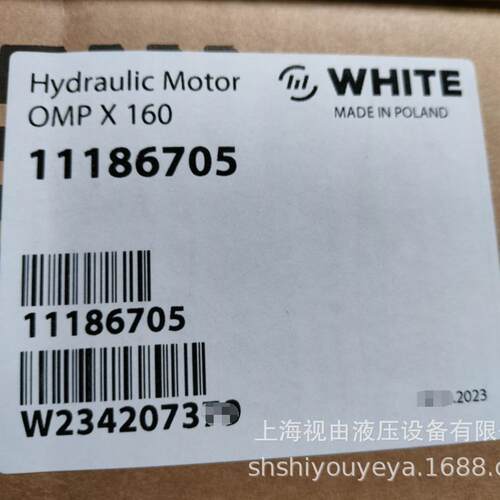 Hydraulic Motor
OMP X 160
WHITE
MADE IN POLAND
11186705
11186705
W2342073
.2023
上海视由液压设备有限
shshiyouyeya.1688.c